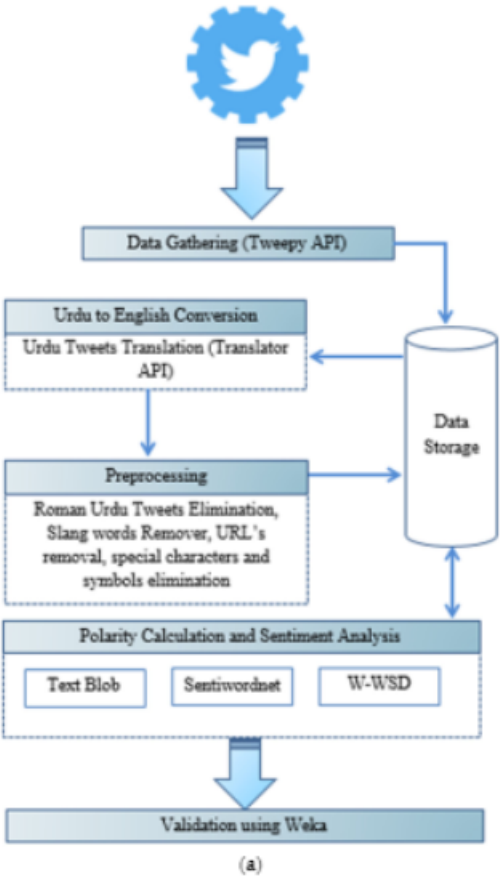 Data Gathering (Tweepy API)
Urdu to English Conversion
Urdu Tweets Translation (Translator
API)
Data
Storage
Preprocessing
Roman Urdu Tweets Elimination,
Slang words Remover, URL's
removal, special characters and
symbols elimination
Polarity Calculation and Sentiment Analysis
Text Blob
Sentiwordnet
W-WSD
Validation using Weka
(a)